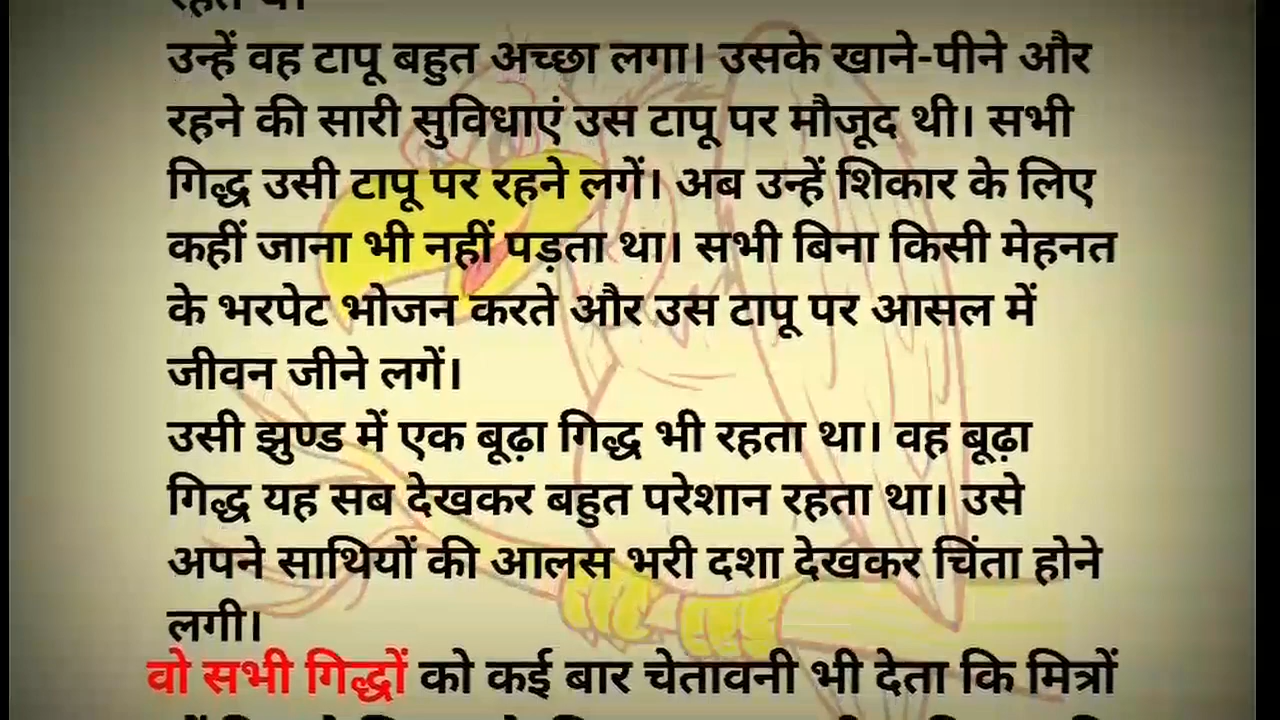 उन्हें वह टापू बहुत अच्छा लगा। उसके खाने-पीने और
रहने की सारी सुविधाएं उस टापू पर मौजूद थी। सभी
गिद्ध उसी टापू पर रहने लगें। अब उन्हें शिकार के लिए
कहीं जाना भी नहीं पड़ता था। सभी बिना किसी मेहनत
के भरपेट भोजन करते और उस टापू पर आसल में
जीवन जीने लगें।
उसी झुण्ड में एक बूढ़ा गिद्ध भी रहता था। वह बूढ़ा
गिद्ध यह सब देखकर बहुत परेशान रहता था। उसे
अपने साथियों की आलस भरी दशा देखकर चिंता होने
लगी।
वो सभी गिद्धों को कई बार चेतावनी भी देता कि मित्रों